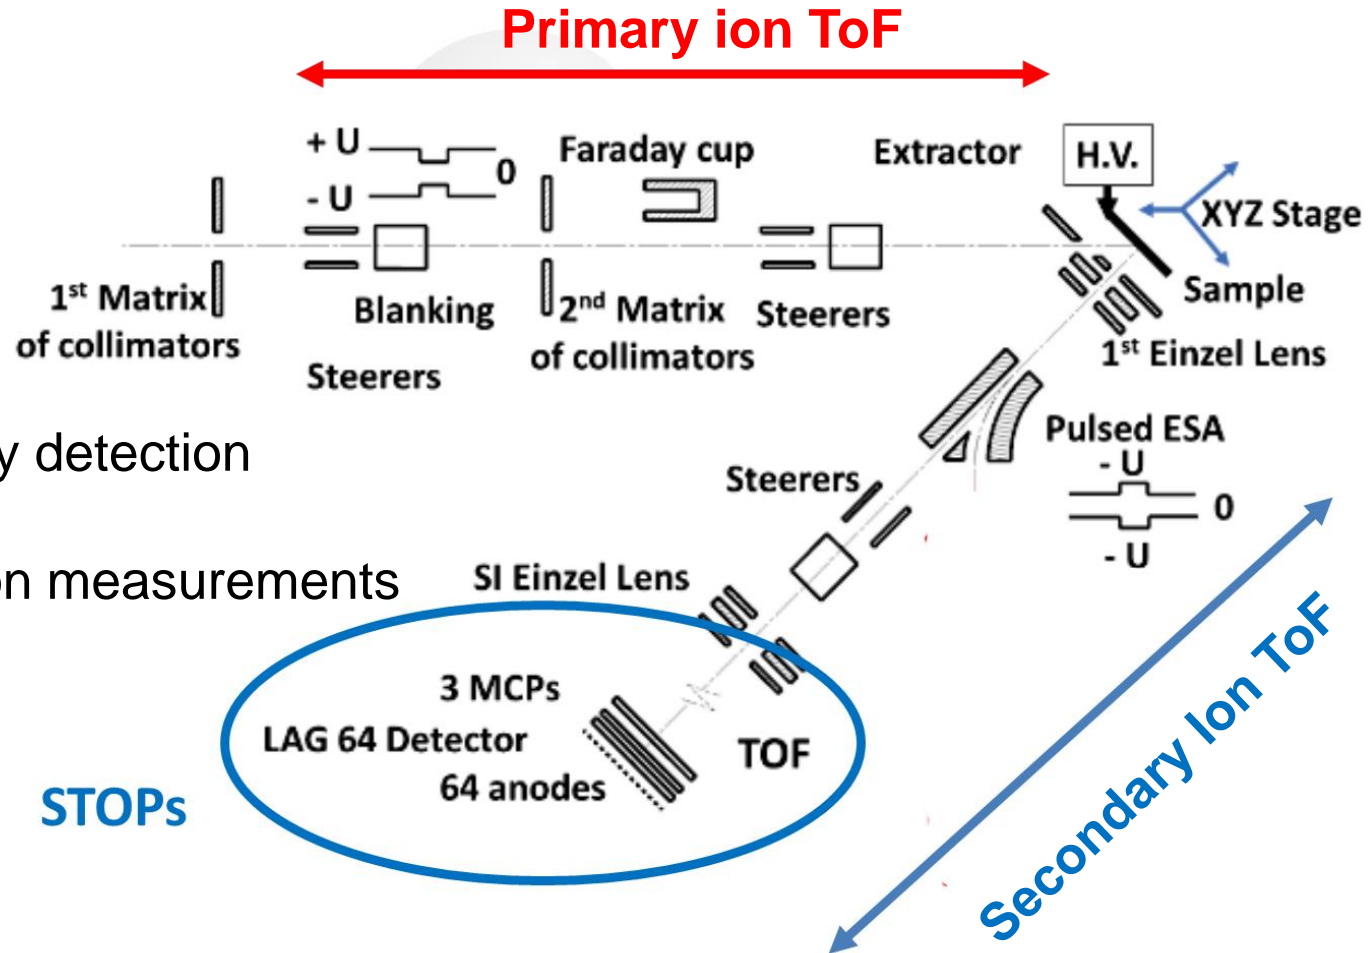 Primary ion ToF
+ U
- U
0
Faraday cup
Extractor
H.V.
XYZ Stage
Sample
1st Einzel Lens
1st Matrix
of collimators
Blanking
Steerers
2nd Matrix
of collimators
Steerers
Pulsed ESA
- U
0
- U
y detection
Steerers
on measurements
SI Einzel Lens
3 MCPs
LAG 64 Detector
64 anodes
TOF
STOPs
Secondary Ion ToF